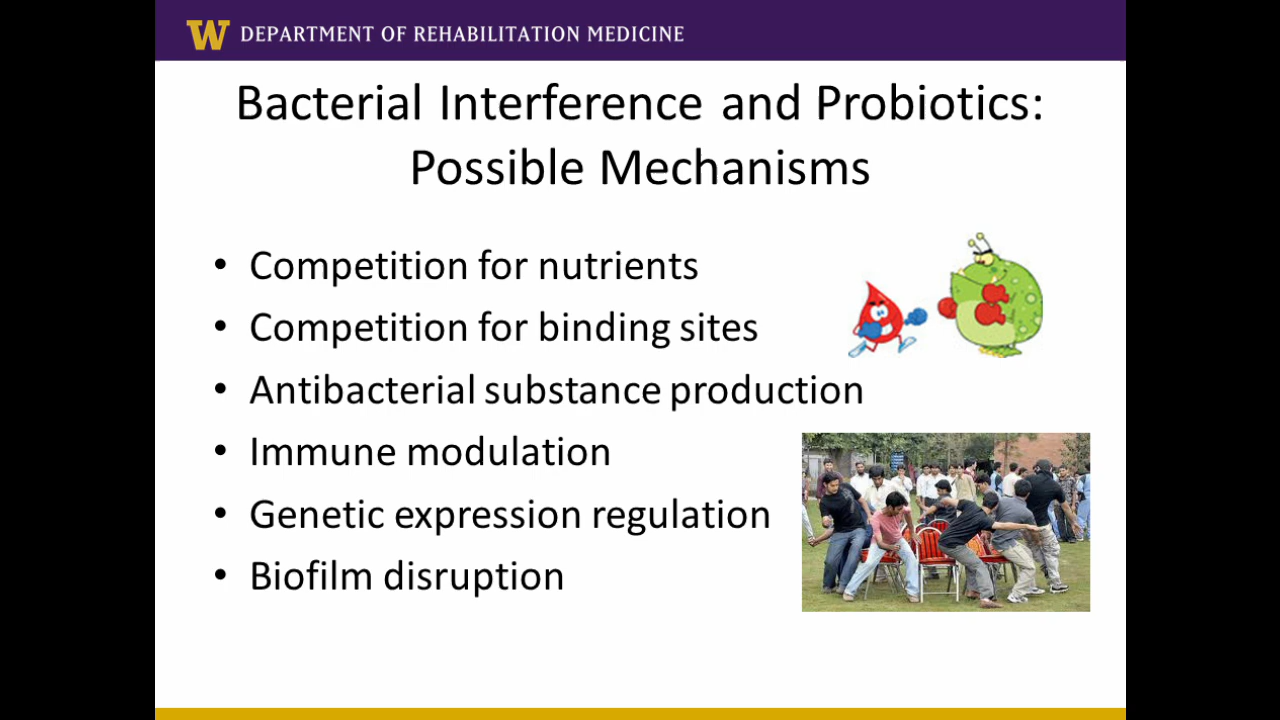 W DEPARTMENT OF REHABILITATION MEDICINE
Bacterial Interference and Probiotics:
Possible Mechanisms
• Competition for nutrients
• Competition for binding sites
• Antibacterial substance production
• Immune modulation
• Genetic expression regulation
• Biofilm disruption